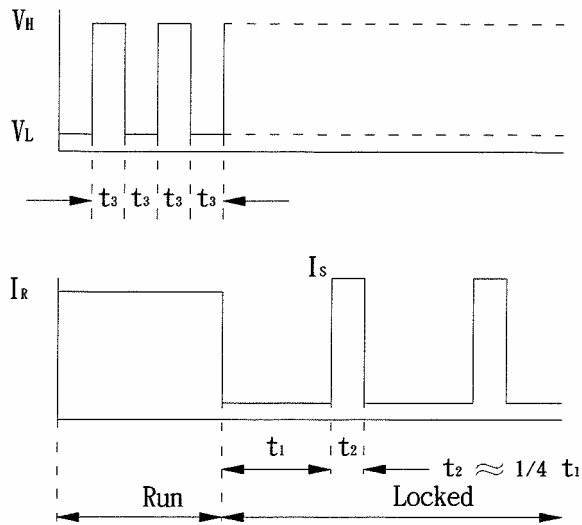 VH
VL
t3 t3 t3 t3
IS
IR
t1 t2 t2 ≈ 1/4 t1
Run Locked